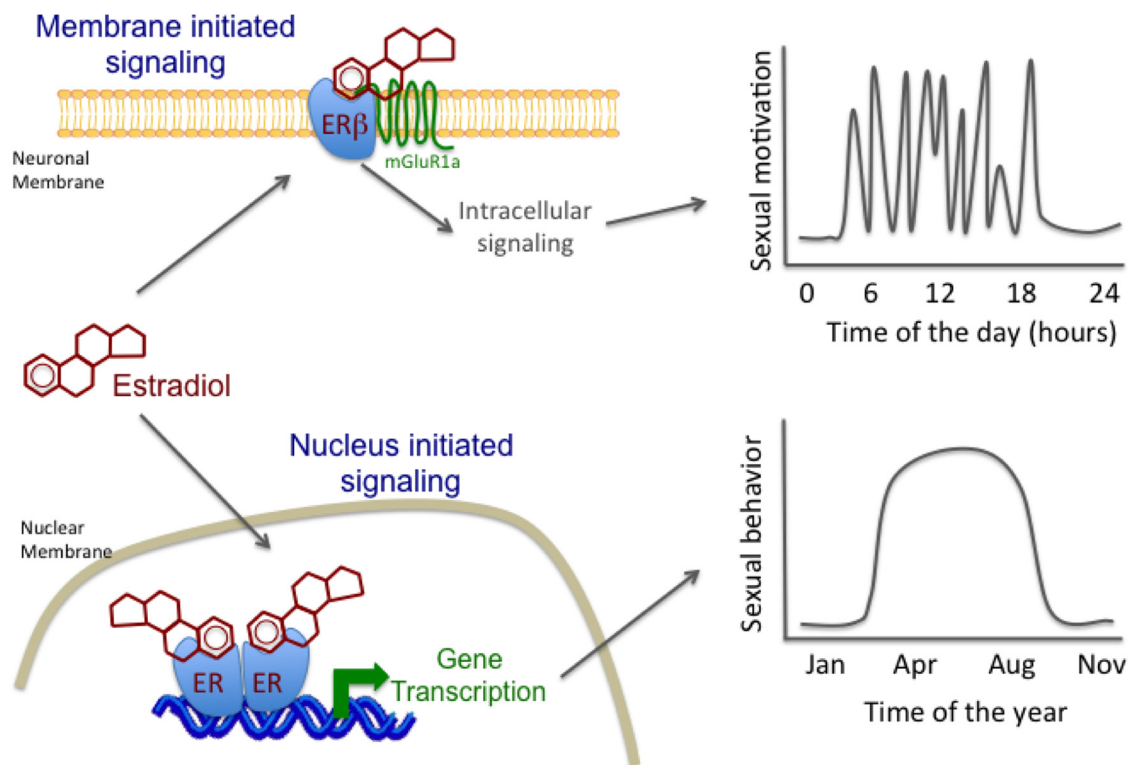 Membrane initiated
signaling
ERβ
mGluR1a
Neuronal
Membrane
Intracellular
signaling
Sexual motivation
0 6 12 18 24
Time of the day (hours)
Estradiol
Nucleus initiated
signaling
Nuclear
Membrane
ER ER
Gene
Transcription
Sexual behavior
Jan Apr Aug Nov
Time of the year